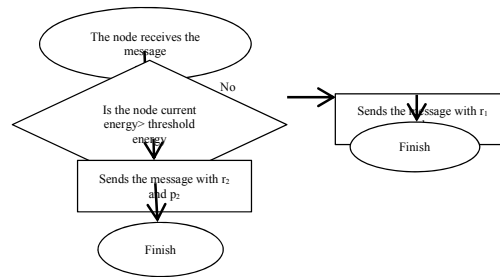 The node receives the
message
No
Is the node current
energy> threshold
energy
Sends the message with r2
and p2
Finish
Sends the message with r1
Finish